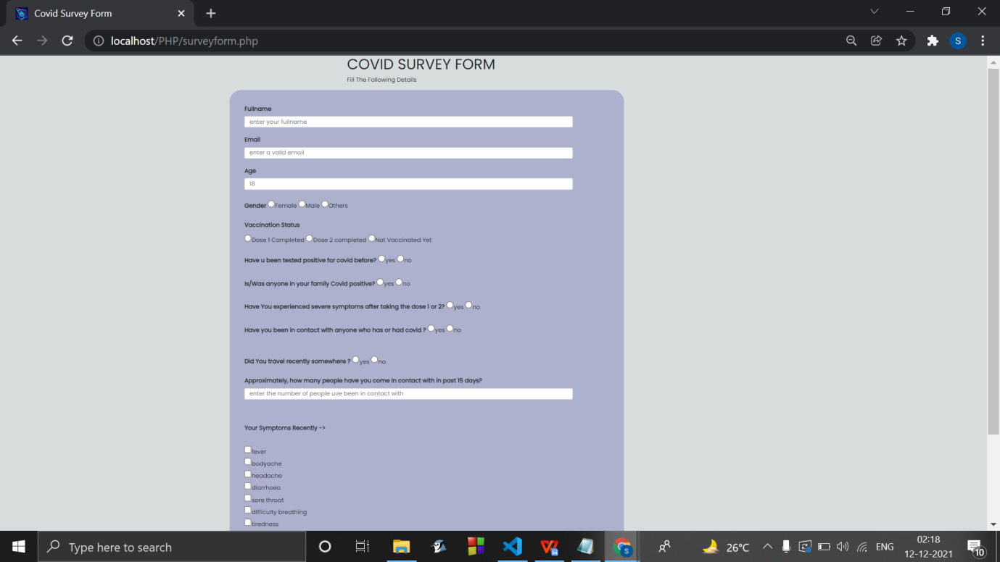 Covid Survey Form
localhost/PHP/surveyform.php
S
COVID SURVEY FORM
Fill The Following Details
Fullname
enter your fullname
Email
enter a valid email
Age
18
Gender Female Male Others
Vaccination Status
Dose 1 Completed Dose 2 completed Not Vaccinated Yet
Have u been tested positive for covid before? yes no
Is/Was anyone in your family Covid positive? yes no
Have You experienced severe symptoms after taking the dose 1 or 2? yes no
Have you been in contact with anyone who has or had covid ? yes no
Did You travel recently somewhere ? yes no
Approximately, how many people have you come in contact with in past 15 days?
enter the number of people uve been in contact with
Your Symptoms Recently ->
fever
bodyache
headache
diarrhoea
sore throat
difficulty breathing
tiredness
Type here to search
S
26°C
ENG
02:18
12-12-2021
10